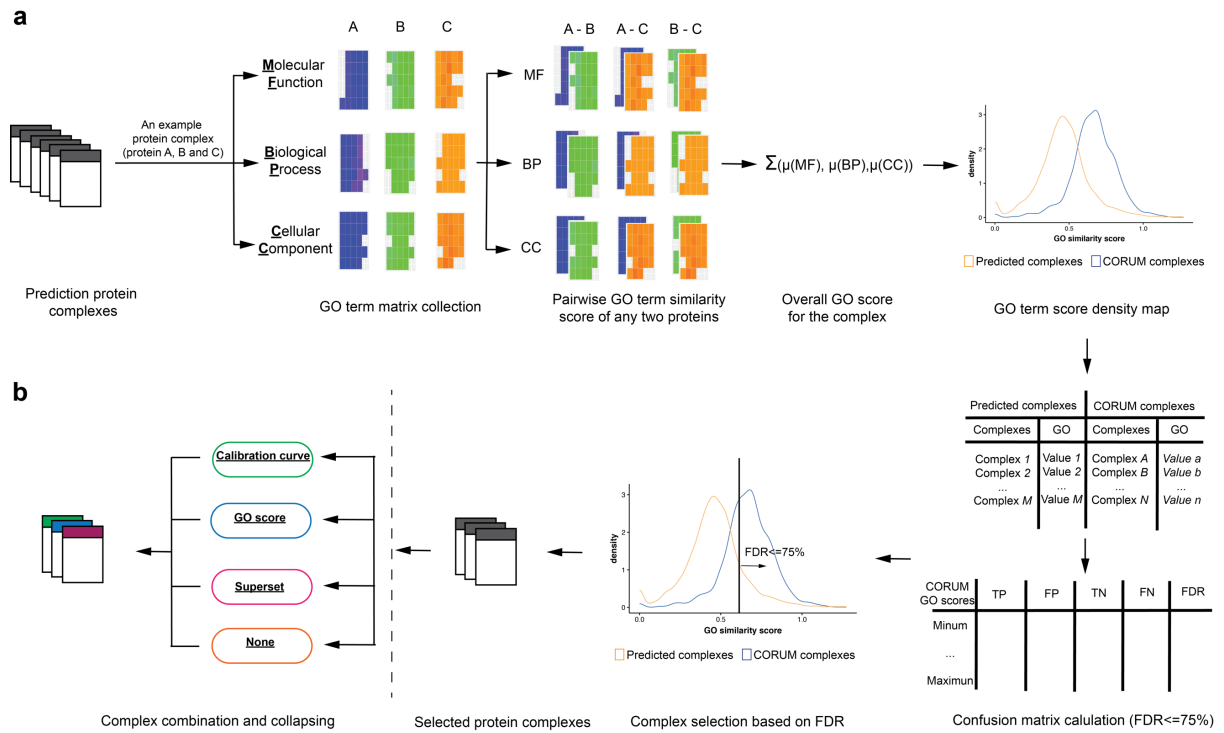 a
A
B
C
A - B
A - C
B - C
Molecular
Function
MF
An example
protein complex
(protein A, B and C)
Biological
Process
BP
Σ(μ(MF), μ(BP),μ(CC))
Cellular
Component
CC
3
2
1
0
density
0.0
0.5
1.0
GO similarity score
Predicted complexes
CORUM complexes
Prediction protein
complexes
GO term matrix collection
Pairwise GO term similarity
score of any two proteins
Overall GO score
for the complex
GO term score density map
b
Predicted complexes
CORUM complexes
Complexes
GO
Complexes
GO
Complex 1
Value 1
Complex A
Value a
Complex 2
Value 2
Complex B
Value b
...
...
...
...
Complex M
Value M
Complex N
Value n
Calibration curve
GO score
Superset
None
3
2
1
0
density
FDR<=75%
0.0
0.5
1.0
GO similarity score
Predicted complexes
CORUM complexes
CORUM
GO scores
TP
FP
TN
FN
FDR
Minum
...
Maximun
Complex combination and collapsing
Selected protein complexes
Complex selection based on FDR
Confusion matrix calulation (FDR<=75%)